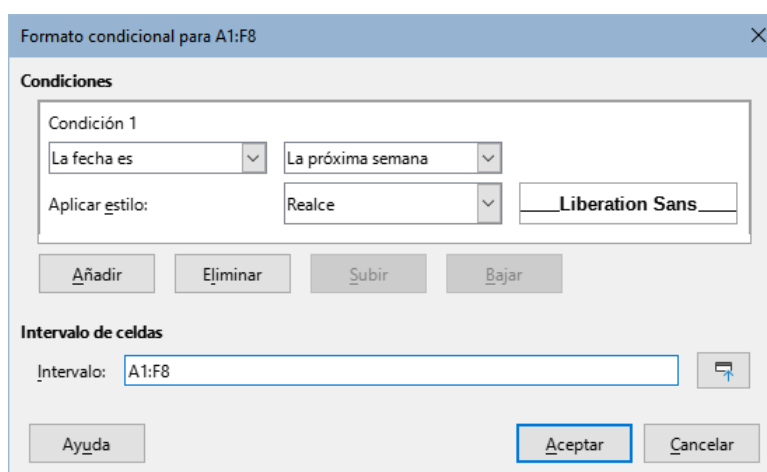 Formato condicional para A1:F8
Condiciones
Condición 1
La fecha es La próxima semana
Aplicar estilo: Realce Liberation Sans
Añadir Eliminar Subir Bajar
Intervalo de celdas
Intervalo: A1:F8
Ayuda Aceptar Cancelar